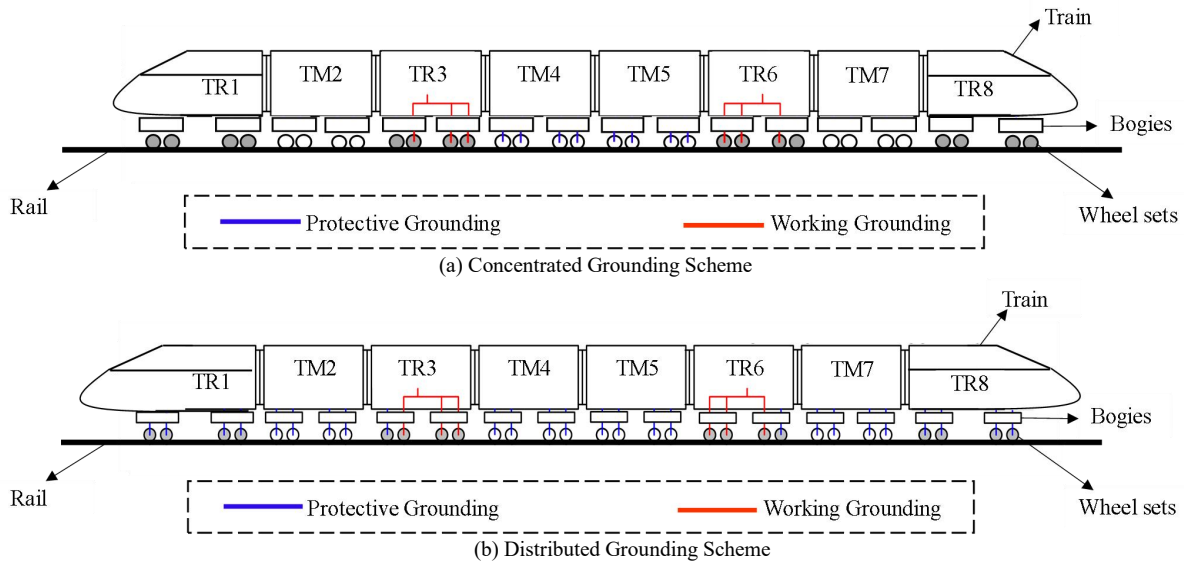 Train
TR1 TM2 TR3 TM4 TM5 TR6 TM7 TR8
Bogies
Rail
Wheel sets
Protective Grounding Working Grounding
(a) Concentrated Grounding Scheme
Train
TR1 TM2 TR3 TM4 TM5 TR6 TM7 TR8
Bogies
Rail
Wheel sets
Protective Grounding Working Grounding
(b) Distributed Grounding Scheme